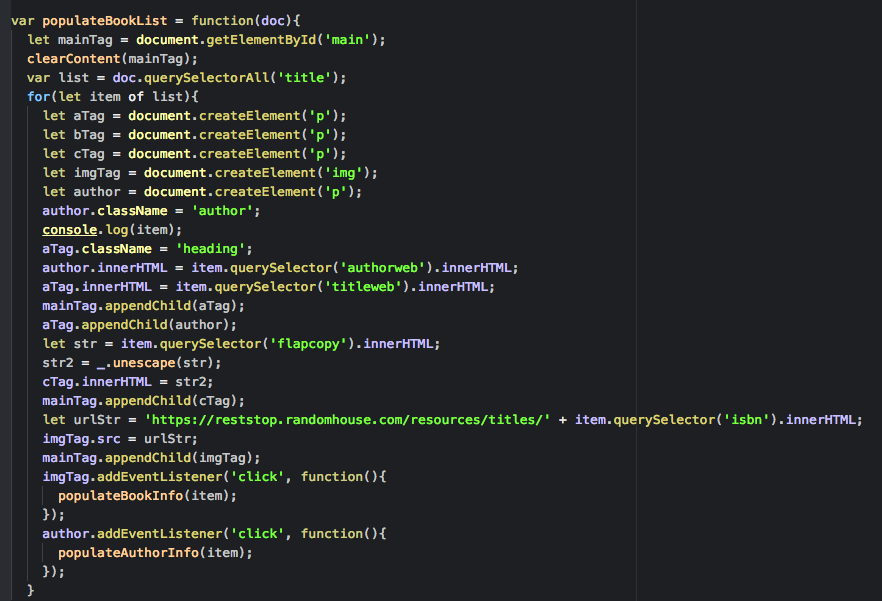 var populateBookList = function(doc){
  let mainTag = document.getElementById('main');
  clearContent(mainTag);
  var list = doc.querySelectorAll('title');
  for(let item of list){
    let aTag = document.createElement('p');
    let bTag = document.createElement('p');
    let cTag = document.createElement('p');
    let imgTag = document.createElement('img');
    let author = document.createElement('p');
    author.className = 'author';
    console.log(item);
    aTag.className = 'heading';
    author.innerHTML = item.querySelector('authorweb').innerHTML;
    aTag.innerHTML = item.querySelector('titleweb').innerHTML;
    mainTag.appendChild(aTag);
    aTag.appendChild(author);
    let str = item.querySelector('flapcopy').innerHTML;
    str2 = _.unescape(str);
    cTag.innerHTML = str2;
    mainTag.appendChild(cTag);
    let urlStr = 'https://reststop.randomhouse.com/resources/titles/' + item.querySelector('isbn').innerHTML;
    imgTag.src = urlStr;
    mainTag.appendChild(imgTag);
    imgTag.addEventListener('click', function(){
      populateBookInfo(item);
    });
    author.addEventListener('click', function(){
      populateAuthorInfo(item);
    });
  }